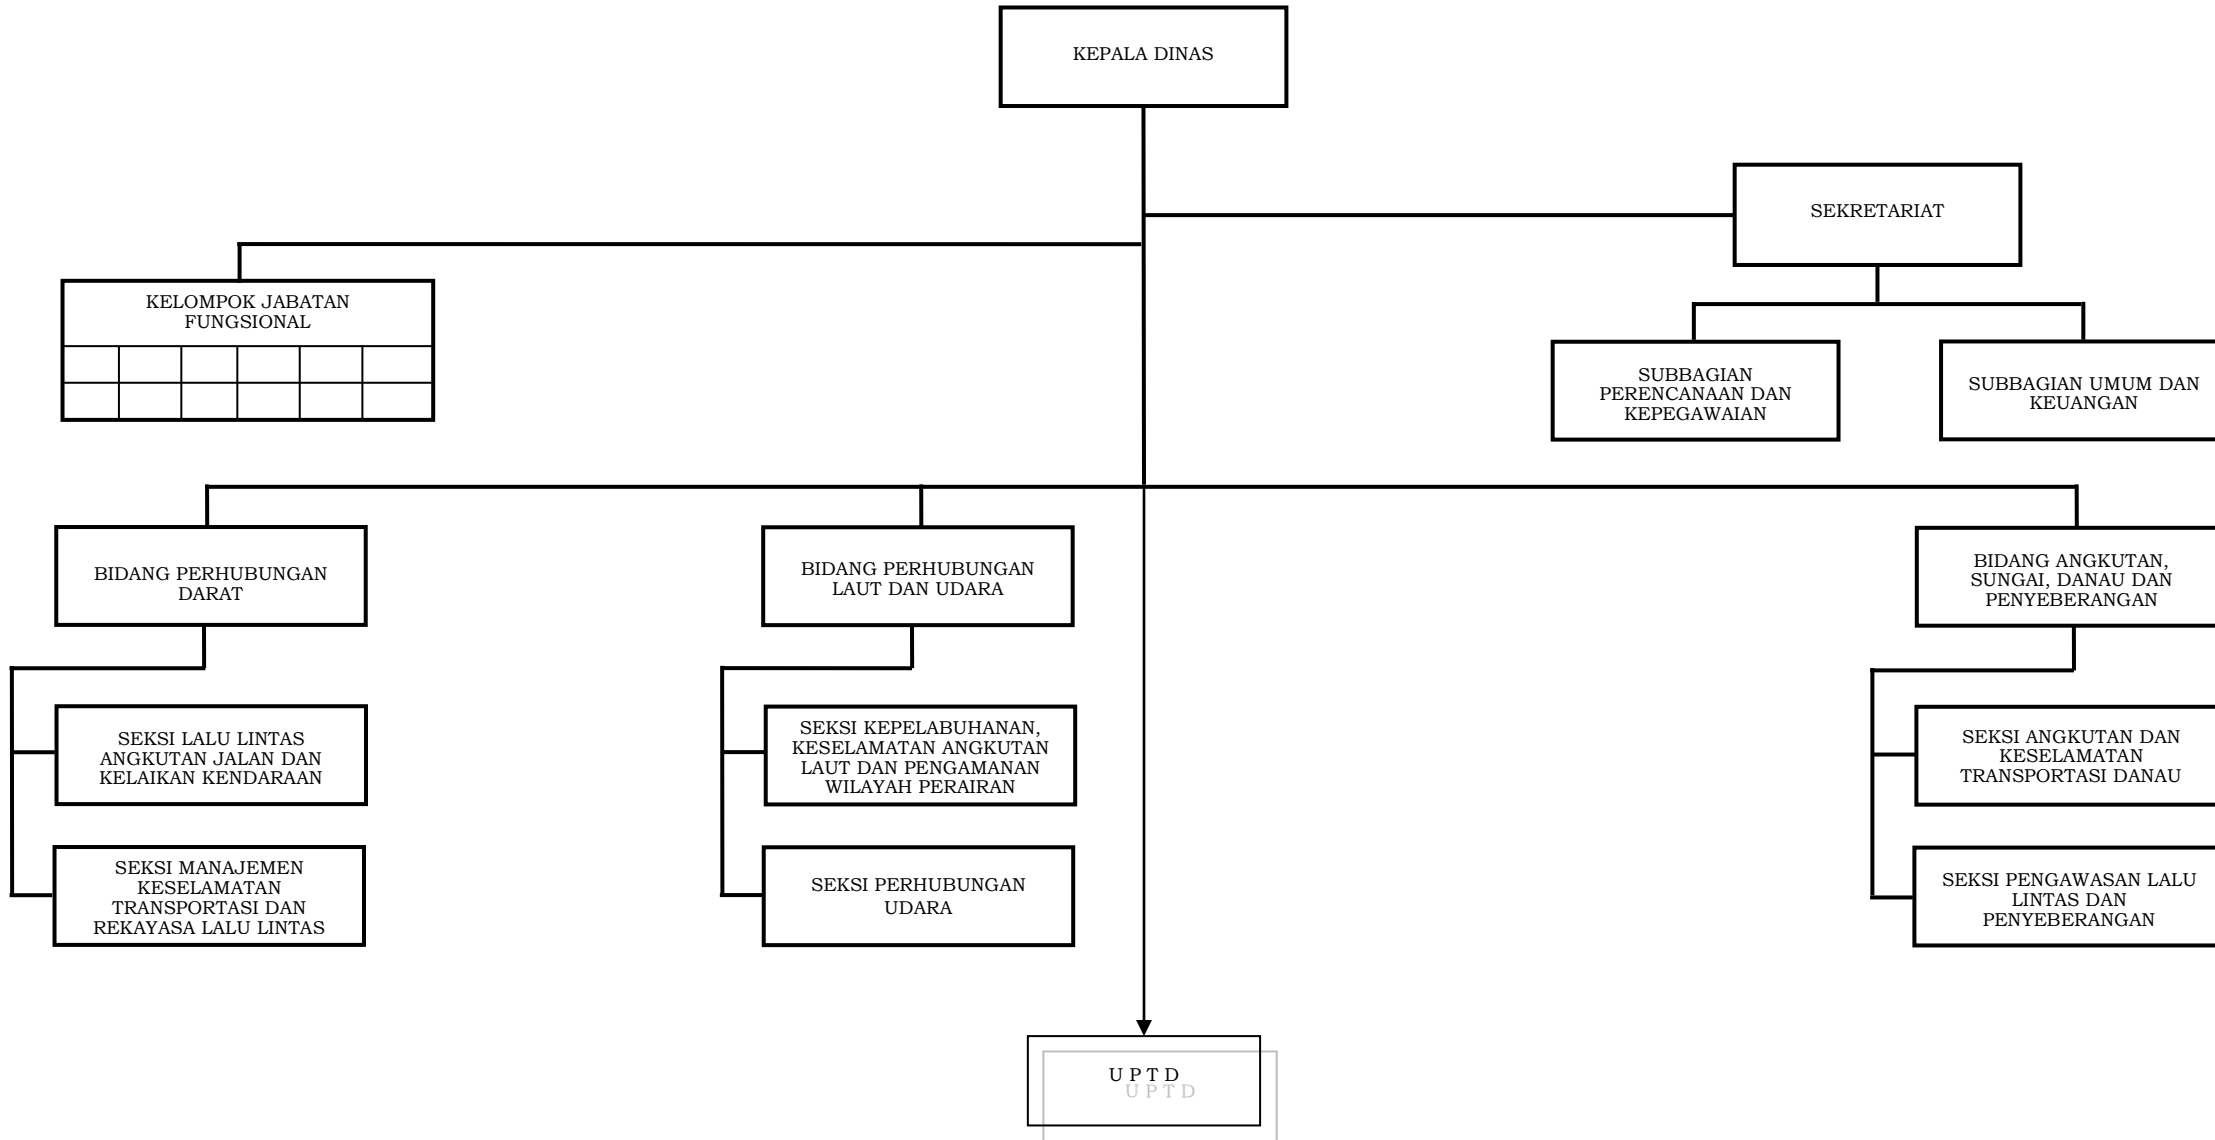 KEPALA DINAS
SEKRETARIAT
KELOMPOK JABATAN
FUNGSIONAL
SUBBAGIAN
PERENCANAAN DAN
KEPEGAWAIAN
SUBBAGIAN UMUM DAN
KEUANGAN
BIDANG PERHUBUNGAN
DARAT
BIDANG PERHUBUNGAN
LAUT DAN UDARA
BIDANG ANGKUTAN,
SUNGAI, DANAU DAN
PENYEBERANGAN
SEKSI LALU LINTAS
ANGKUTAN JALAN DAN
KELAIKAN KENDARAAN
SEKSI KEPELABUHANAN,
KESELAMATAN ANGKUTAN
LAUT DAN PENGAMANAN
WILAYAH PERAIRAN
SEKSI ANGKUTAN DAN
KESELAMATAN
TRANSPORTASI DANAU
SEKSI MANAJEMEN
KESELAMATAN
TRANSPORTASI DAN
REKAYASA LALU LINTAS
SEKSI PERHUBUNGAN
UDARA
SEKSI PENGAWASAN LALU
LINTAS DAN
PENYEBERANGAN
U P T D
U P T D